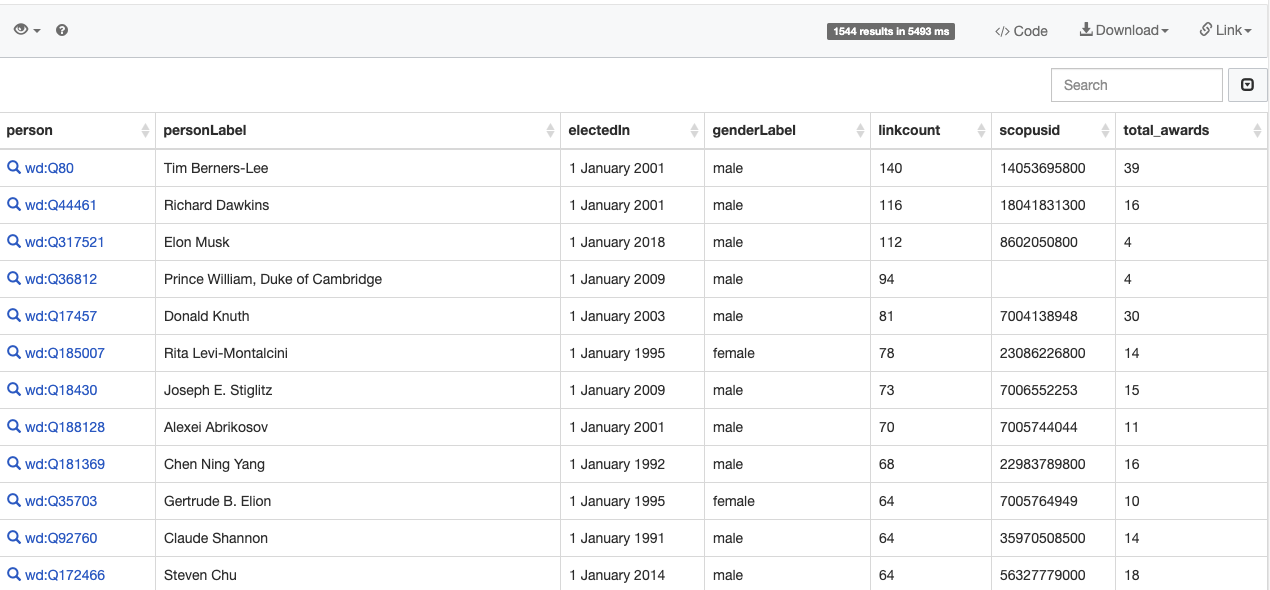 1544 results in 5493 ms </> Code Download Link
Search
person personLabel electedIn genderLabel linkcount scopusid total_awards
wd:Q80 Tim Berners-Lee 1 January 2001 male 140 14053695800 39
wd:Q44461 Richard Dawkins 1 January 2001 male 116 18041831300 16
wd:Q317521 Elon Musk 1 January 2018 male 112 8602050800 4
wd:Q36812 Prince William, Duke of Cambridge 1 January 2009 male 94 4
wd:Q17457 Donald Knuth 1 January 2003 male 81 7004138948 30
wd:Q185007 Rita Levi-Montalcini 1 January 1995 female 78 23086226800 14
wd:Q18430 Joseph E. Stiglitz 1 January 2009 male 73 7006552253 15
wd:Q188128 Alexei Abrikosov 1 January 2001 male 70 7005744044 11
wd:Q181369 Chen Ning Yang 1 January 1992 male 68 22983789800 16
wd:Q35703 Gertrude B. Elion 1 January 1995 female 64 7005764949 10
wd:Q92760 Claude Shannon 1 January 1991 male 64 35970508500 14
wd:Q172466 Steven Chu 1 January 2014 male 64 56327779000 18